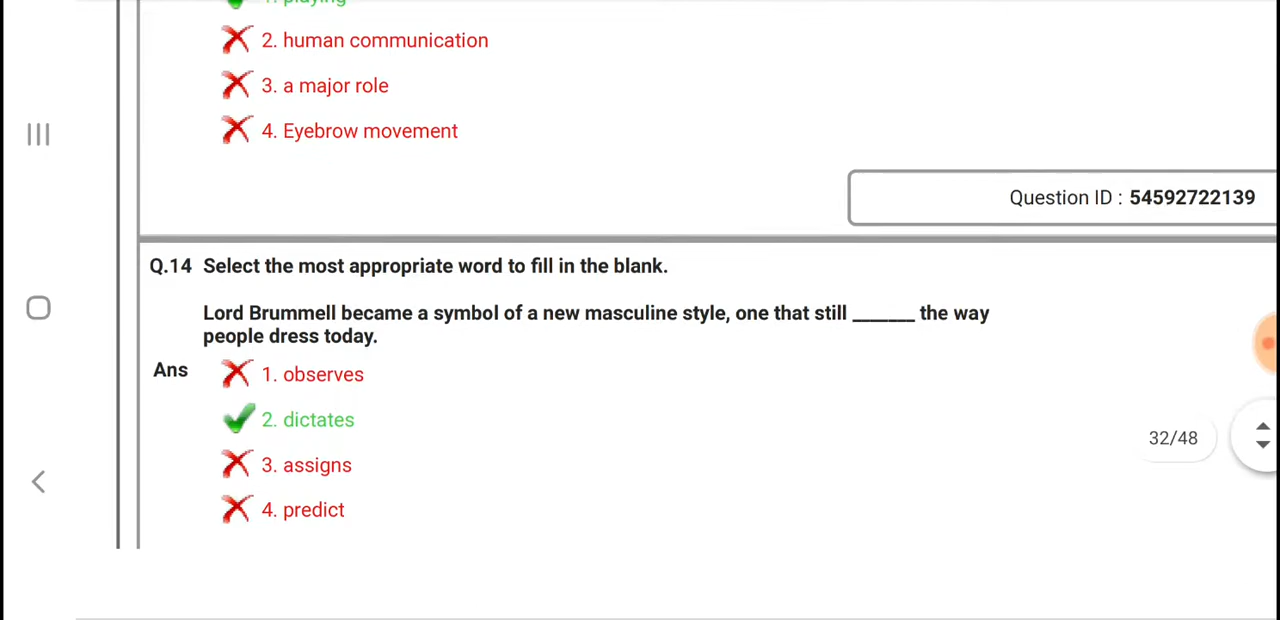 1. playing
2. human communication
3. a major role
4. Eyebrow movement
Question ID : 54592722139
Q.14 Select the most appropriate word to fill in the blank.
Lord Brummell became a symbol of a new masculine style, one that still _______ the way
people dress today.
Ans 1. observes
2. dictates
3. assigns
4. predict
32/48